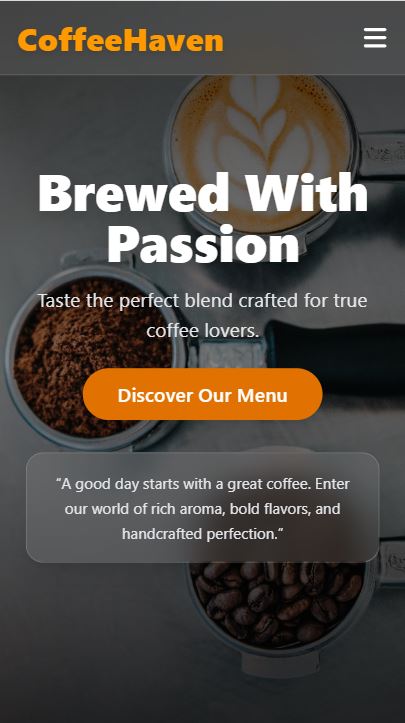 CoffeeHaven
Brewed With
Passion
Taste the perfect blend crafted for true
coffee lovers.
Discover Our Menu
“A good day starts with a great coffee. Enter
our world of rich aroma, bold flavors, and
handcrafted perfection.”